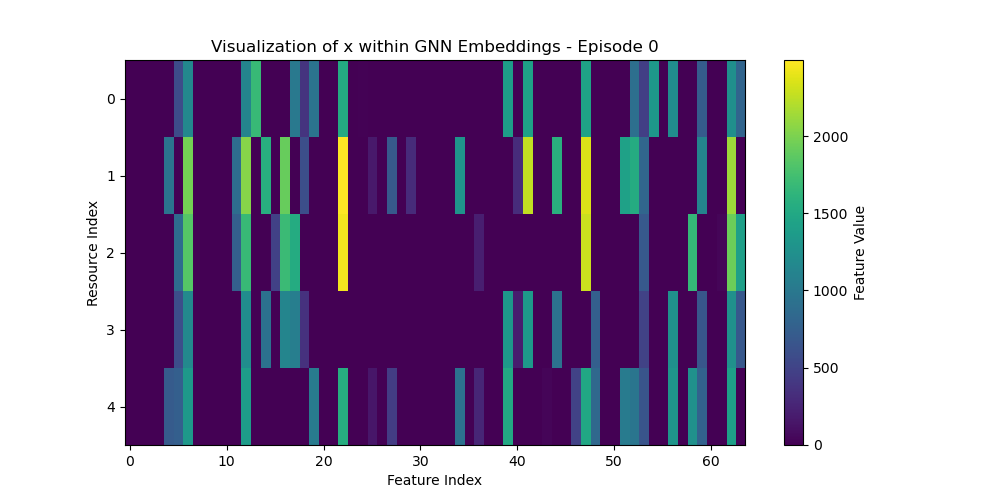 Visualization of x within GNN Embeddings - Episode 0
Resource Index
0
1
2
3
4
0 10 20 30 40 50 60
Feature Index
2000
1500
1000
500
0
Feature Value